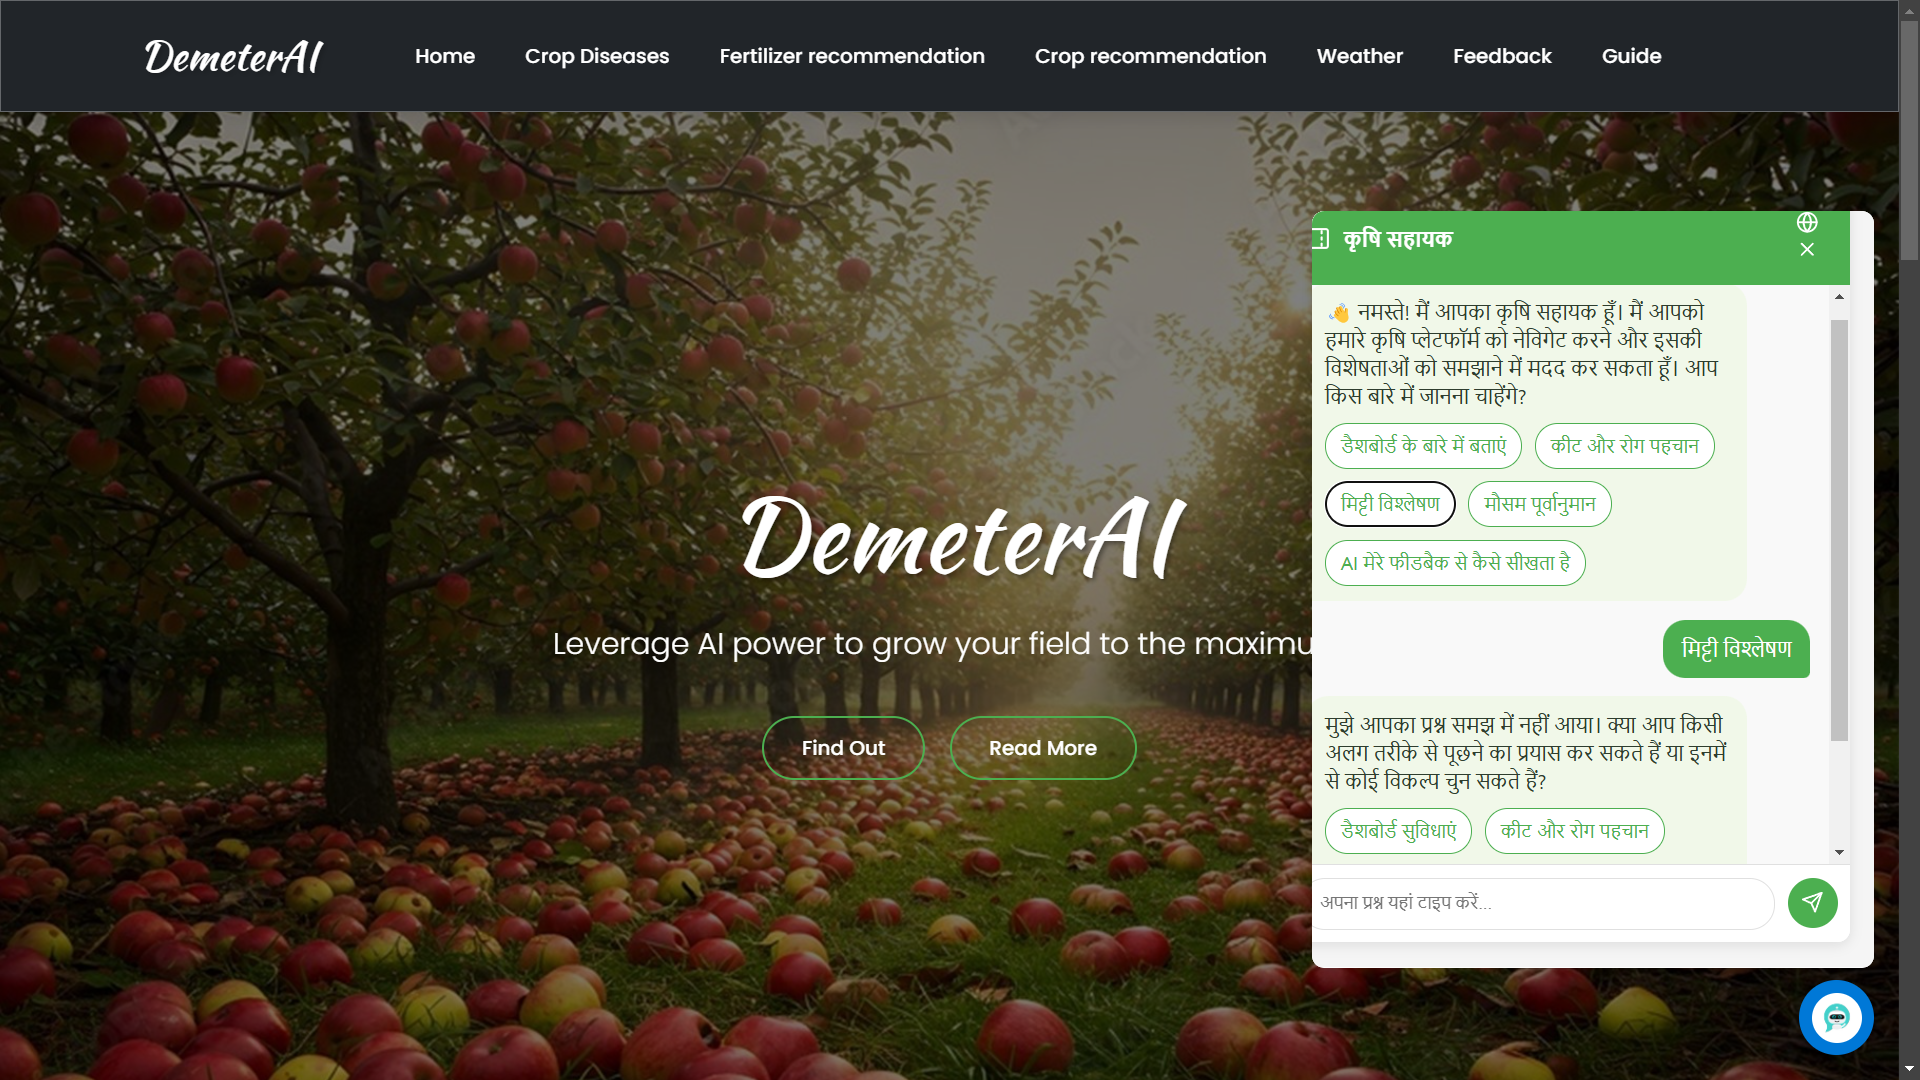 DemeterAI
Home
Crop Diseases
Fertilizer recommendation
Crop recommendation
Weather
Feedback
Guide
DemeterAI
Leverage AI power to grow your field to the maximu
Find Out
Read More
कृषि सहायक
👋 नमस्ते! मैं आपका कृषि सहायक हूँ। मैं आपको
हमारे कृषि प्लेटफॉर्म को नेविगेट करने और इसकी
विशेषताओं को समझाने में मदद कर सकता हूँ। आप
किस बारे में जानना चाहेंगे?
डैशबोर्ड के बारे में बताएं
कीट और रोग पहचान
मिट्टी विश्लेषण
मौसम पूर्वानुमान
AI मेरे फीडबैक से कैसे सीखता है
मिट्टी विश्लेषण
मुझे आपका प्रश्न समझ में नहीं आया। क्या आप किसी
अलग तरीके से पूछने का प्रयास कर सकते हैं या इनमें
से कोई विकल्प चुन सकते हैं?
डैशबोर्ड सुविधाएं
कीट और रोग पहचान
अपना प्रश्न यहां टाइप करें...